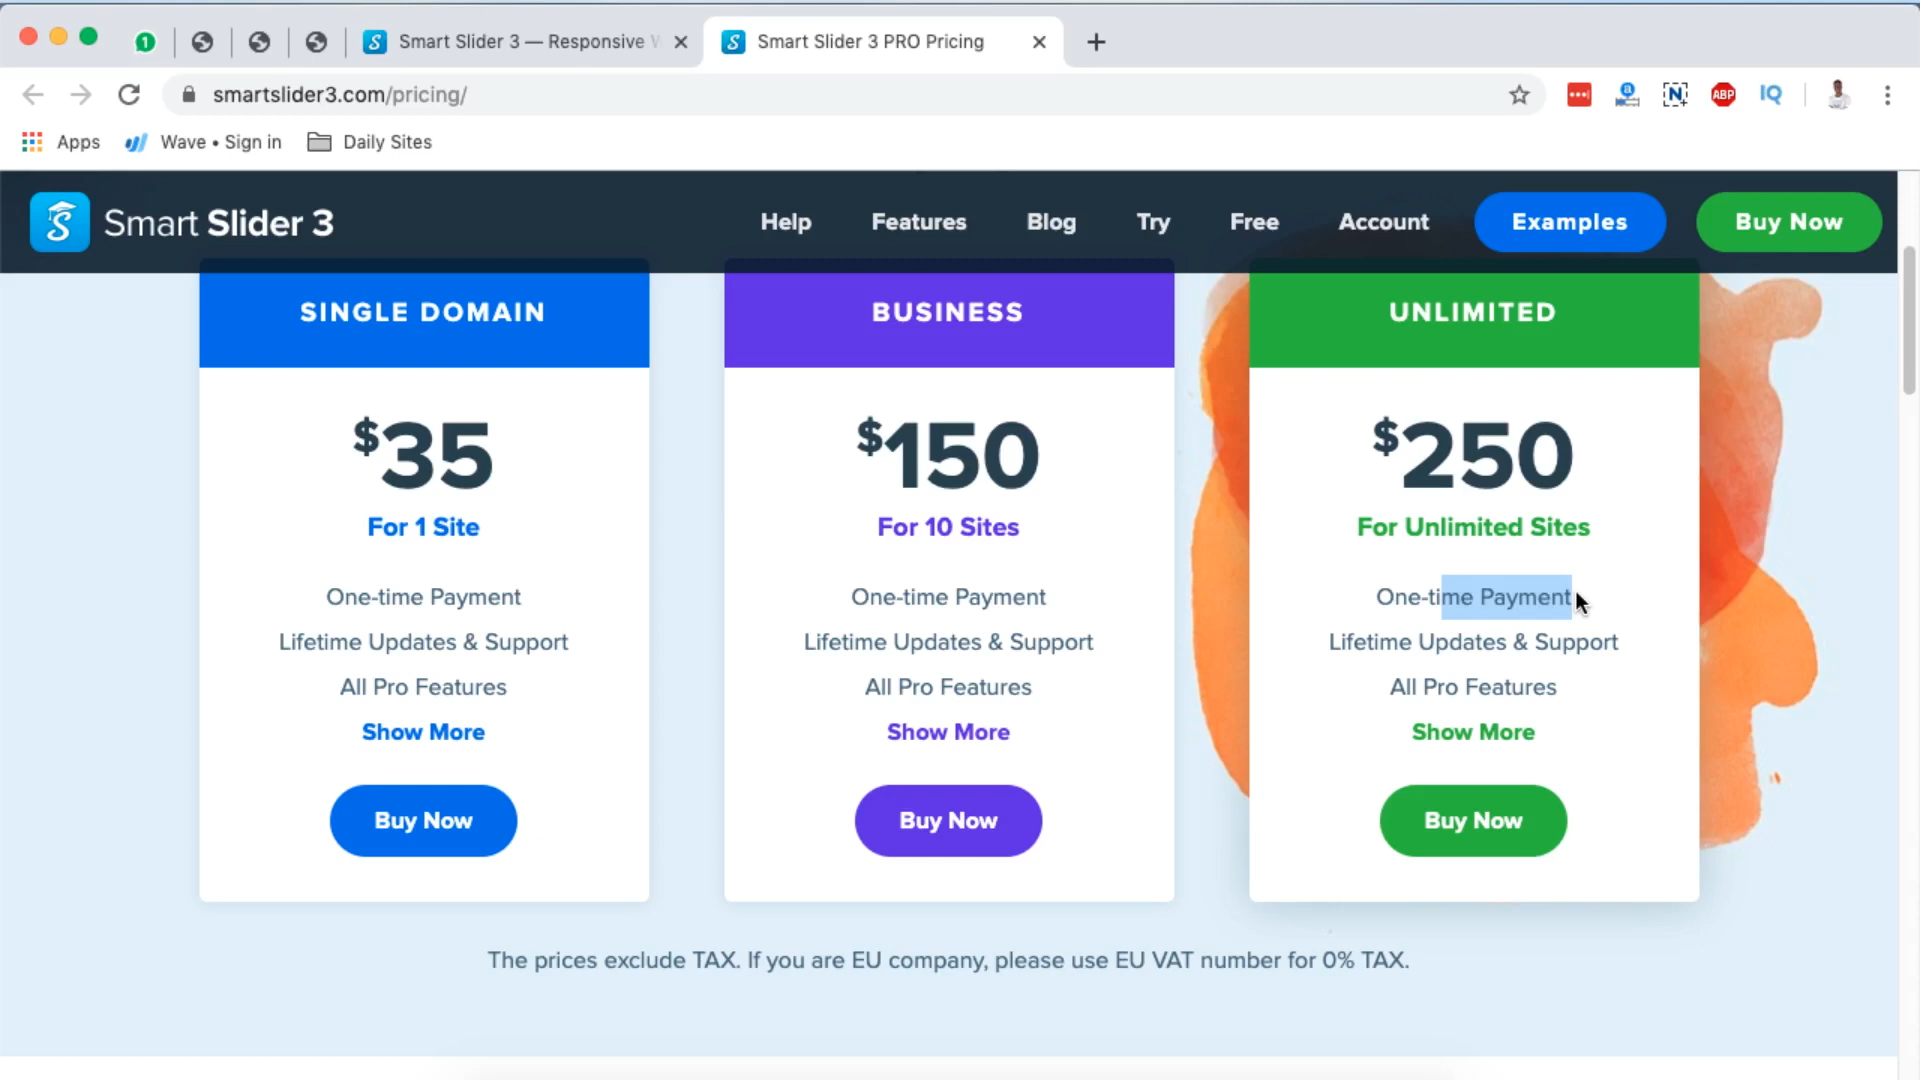 1
Smart Slider 3 — Responsive W
Smart Slider 3 PRO Pricing
smartslider3.com/pricing/
ABP
IQ
Apps
Wave • Sign in
Daily Sites
Smart Slider 3
Help
Features
Blog
Try
Free
Account
Examples
Buy Now
SINGLE DOMAIN
$35
For 1 Site
One-time Payment
Lifetime Updates & Support
All Pro Features
Show More
Buy Now
BUSINESS
$150
For 10 Sites
One-time Payment
Lifetime Updates & Support
All Pro Features
Show More
Buy Now
UNLIMITED
$250
For Unlimited Sites
One-time Payment
Lifetime Updates & Support
All Pro Features
Show More
Buy Now
The prices exclude TAX. If you are EU company, please use EU VAT number for 0% TAX.